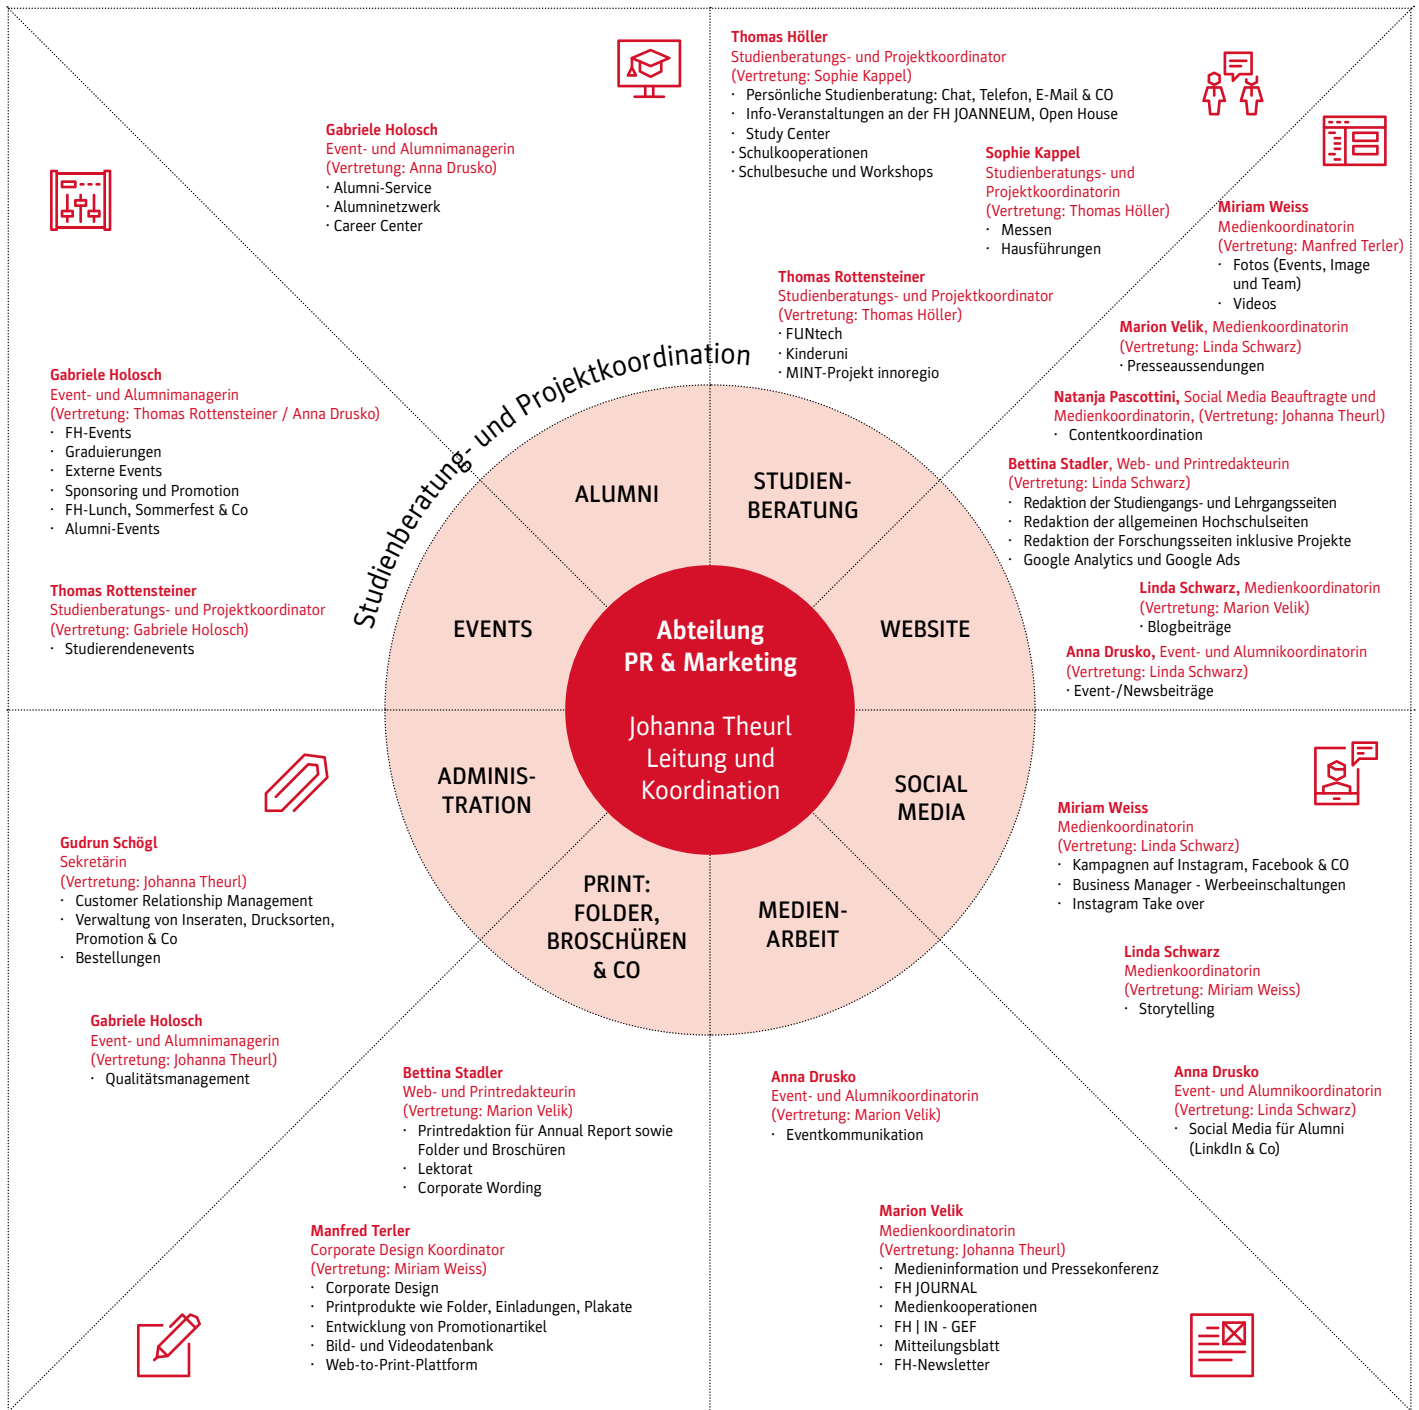 Thomas Höller
Studienberatungs- und Projektkoordinator
(Vertretung: Sophie Kappel)
· Persönliche Studienberatung: Chat, Telefon, E-Mail & CO
· Info-Veranstaltungen an der FH JOANNEUM, Open House
· Study Center
· Schulkooperationen
· Schulbesuche und Workshops
Sophie Kappel
Studienberatungs- und
Projektkoordinatorin
(Vertretung: Thomas Höller)
· Messen
· Hausführungen
Thomas Rottensteiner
Studienberatungs- und Projektkoordinator
(Vertretung: Thomas Höller)
· FUNtech
· Kinderuni
· MINT-Projekt innoregio
Gabriele Holosch
Event- und Alumnimanagerin
(Vertretung: Anna Drusko)
· Alumni-Service
· Alumninetzwerk
· Career Center
Miriam Weiss
Medienkoordinatorin
(Vertretung: Manfred Terler)
· Fotos (Events, Image
und Team)
· Videos
Marion Velik, Medienkoordinatorin
(Vertretung: Linda Schwarz)
· Presseaussendungen
Natanja Pascottini, Social Media Beauftragte und
Medienkoordinatorin, (Vertretung: Johanna Theurl)
· Contentkoordination
Bettina Stadler, Web- und Printredakteurin
(Vertretung: Linda Schwarz)
· Redaktion der Studiengangs- und Lehrgangsseiten
· Redaktion der allgemeinen Hochschulseiten
· Redaktion der Forschungsseiten inklusive Projekte
· Google Analytics und Google Ads
Linda Schwarz, Medienkoordinatorin
(Vertretung: Marion Velik)
· Blogbeiträge
Anna Drusko, Event- und Alumnikoordinatorin
(Vertretung: Linda Schwarz)
· Event-/Newsbeiträge
Gabriele Holosch
Event- und Alumnimanagerin
(Vertretung: Thomas Rottensteiner / Anna Drusko)
· FH-Events
· Graduierungen
· Externe Events
· Sponsoring und Promotion
· FH-Lunch, Sommerfest & Co
· Alumni-Events
Thomas Rottensteiner
Studienberatungs- und Projektkoordinator
(Vertretung: Gabriele Holosch)
· Studierendenevents
Studienberatung- und Projektkoordination
ALUMNI
STUDIEN-
BERATUNG
EVENTS
WEBSITE
Abteilung
PR & Marketing
Johanna Theurl
Leitung und
Koordination
ADMINIS-
TRATION
SOCIAL
MEDIA
PRINT:
FOLDER,
BROSCHÜREN
& CO
MEDIEN-
ARBEIT
Gudrun Schögl
Sekretärin
(Vertretung: Johanna Theurl)
· Customer Relationship Management
· Verwaltung von Inseraten, Drucksorten,
Promotion & Co
· Bestellungen
Gabriele Holosch
Event- und Alumnimanagerin
(Vertretung: Johanna Theurl)
· Qualitätsmanagement
Miriam Weiss
Medienkoordinatorin
(Vertretung: Linda Schwarz)
· Kampagnen auf Instagram, Facebook & CO
· Business Manager - Werbeeinschaltungen
· Instagram Take over
Linda Schwarz
Medienkoordinatorin
(Vertretung: Miriam Weiss)
· Storytelling
Anna Drusko
Event- und Alumnikoordinatorin
(Vertretung: Linda Schwarz)
· Social Media für Alumni
(LinkdIn & Co)
Bettina Stadler
Web- und Printredakteurin
(Vertretung: Marion Velik)
· Printredaktion für Annual Report sowie
Folder und Broschüren
· Lektorat
· Corporate Wording
Manfred Terler
Corporate Design Koordinator
(Vertretung: Miriam Weiss)
· Corporate Design
· Printprodukte wie Folder, Einladungen, Plakate
· Entwicklung von Promotionartikel
· Bild- und Videodatenbank
· Web-to-Print-Plattform
Anna Drusko
Event- und Alumnikoordinatorin
(Vertretung: Marion Velik)
· Eventkommunikation
Marion Velik
Medienkoordinatorin
(Vertretung: Johanna Theurl)
· Medieninformation und Pressekonferenz
· FH JOURNAL
· Medienkooperationen
· FH | IN - GEF
· Mitteilungsblatt
· FH-Newsletter